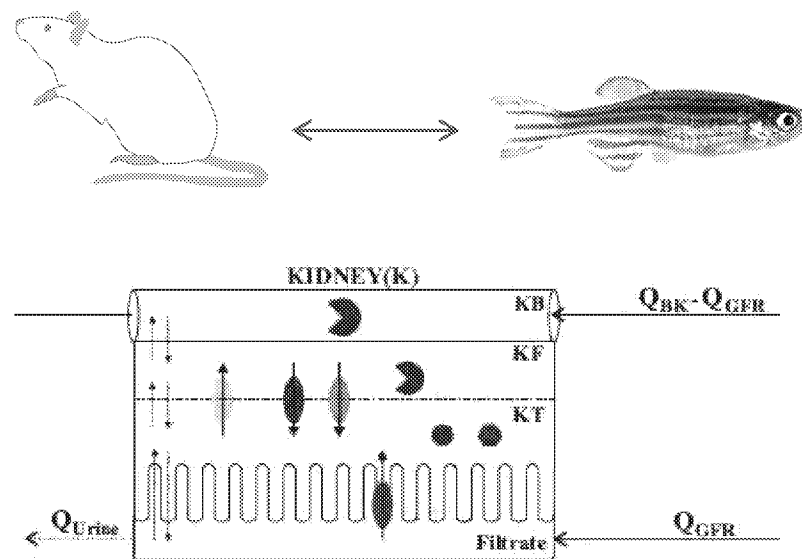 KIDNEY(K)
KB
Q_BK-Q_GFR
KF
KT
Q_Urine
Q_GFR
Filtrate